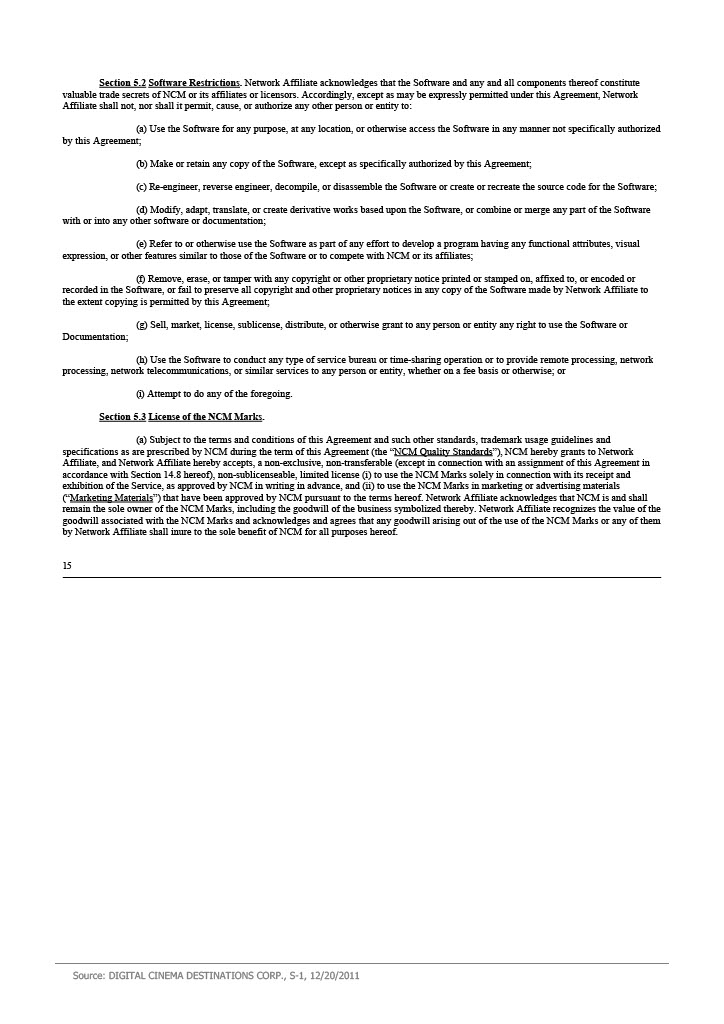 Section 5.2 Software Restrictions. Network Affiliate acknowledges that the Software and any and all components thereof constitute
valuable trade secrets of NCM or its affiliates or licensors. Accordingly, except as may be expressly permitted under this Agreement, Network
Affiliate shall not, nor shall it permit, cause, or authorize any other person or entity to:
(a) Use the Software for any purpose, at any location, or otherwise access the Software in any manner not specifically authorized
by this Agreement;
(b) Make or retain any copy of the Software, except as specifically authorized by this Agreement;
(c) Re-engineer, reverse engineer, decompile, or disassemble the Software or create or recreate the source code for the Software;
(d) Modify, adapt, translate, or create derivative works based upon the Software, or combine or merge any part of the Software
with or into any other software or documentation;
(e) Refer to or otherwise use the Software as part of any effort to develop a program having any functional attributes, visual
expression, or other features similar to those of the Software or to compete with NCM or its affiliates;
(f) Remove, erase, or tamper with any copyright or other proprietary notice printed or stamped on, affixed to, or encoded or
recorded in the Software, or fail to preserve all copyright and other proprietary notices in any copy of the Software made by Network Affiliate to
the extent copying is permitted by this Agreement;
(g) Sell, market, license, sublicense, distribute, or otherwise grant to any person or entity any right to use the Software or
Documentation;
(h) Use the Software to conduct any type of service bureau or time-sharing operation or to provide remote processing, network
processing, network telecommunications, or similar services to any person or entity, whether on a fee basis or otherwise; or
(i) Attempt to do any of the foregoing.
Section 5.3 License of the NCM Marks.
(a) Subject to the terms and conditions of this Agreement and such other standards, trademark usage guidelines and
specifications as are prescribed by NCM during the term of this Agreement (the “NCM Quality Standards”), NCM hereby grants to Network
Affiliate, and Network Affiliate hereby accepts, a non-exclusive, non-transferable (except in connection with an assignment of this Agreement in
accordance with Section 14.8 hereof), non-sublicenseable, limited license (i) to use the NCM Marks solely in connection with its receipt and
exhibition of the Service, as approved by NCM in writing in advance, and (ii) to use the NCM Marks in marketing or advertising materials
(“Marketing Materials”) that have been approved by NCM pursuant to the terms hereof. Network Affiliate acknowledges that NCM is and shall
remain the sole owner of the NCM Marks, including the goodwill of the business symbolized thereby. Network Affiliate recognizes the value of the
goodwill associated with the NCM Marks and acknowledges and agrees that any goodwill arising out of the use of the NCM Marks or any of them
by Network Affiliate shall inure to the sole benefit of NCM for all purposes hereof.
15
Source: DIGITAL CINEMA DESTINATIONS CORP., S-1, 12/20/2011